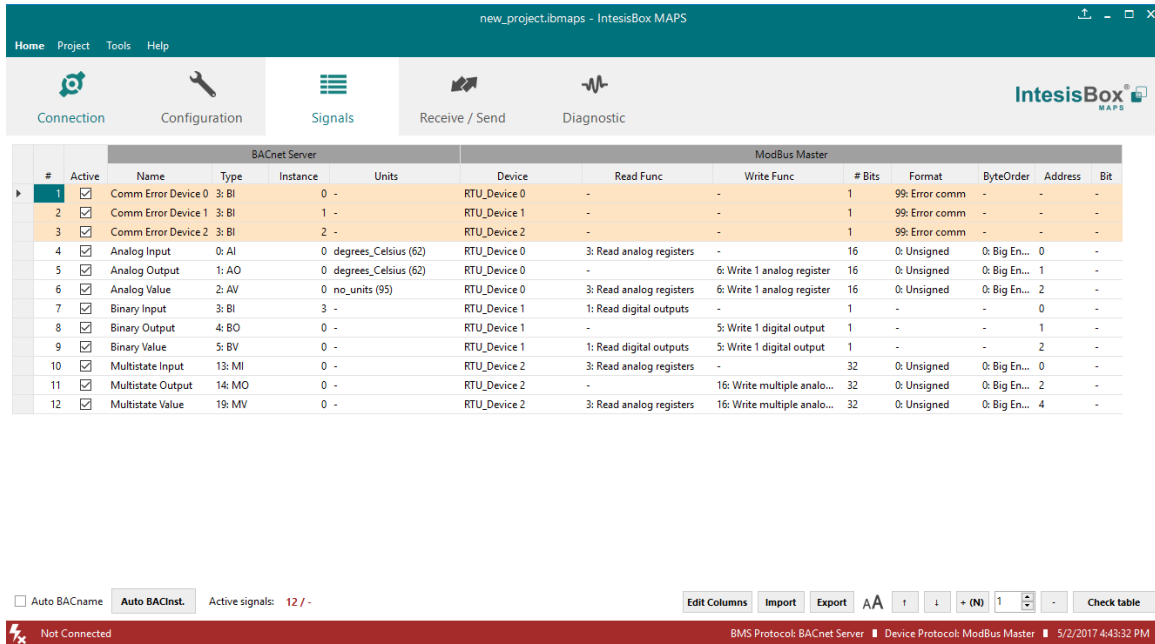 new_project.ibmaps - IntesisBox MAPS
Home Project Tools Help
Connection Configuration Signals Receive / Send Diagnostic
IntesisBox®
MAPS
BACnet Server ModBus Master
# Active Name Type Instance Units Device Read Func Write Func # Bits Format ByteOrder Address Bit
1 Comm Error Device 0 3: BI 0 - RTU_Device 0 - - 1 99: Error comm - - -
2 Comm Error Device 1 3: BI 1 - RTU_Device 1 - - 1 99: Error comm - - -
3 Comm Error Device 2 3: BI 2 - RTU_Device 2 - - 1 99: Error comm - - -
4 Analog Input 0: AI 0 degrees_Celsius (62) RTU_Device 0 3: Read analog registers - 16 0: Unsigned 0: Big En... 0 -
5 Analog Output 1: AO 0 degrees_Celsius (62) RTU_Device 0 - 6: Write 1 analog register 16 0: Unsigned 0: Big En... 1 -
6 Analog Value 2: AV 0 no_units (95) RTU_Device 0 3: Read analog registers 6: Write 1 analog register 16 0: Unsigned 0: Big En... 2 -
7 Binary Input 3: BI 3 - RTU_Device 1 1: Read digital outputs - 1 - - 0 -
8 Binary Output 4: BO 0 - RTU_Device 1 - 5: Write 1 digital output 1 - - 1 -
9 Binary Value 5: BV 0 - RTU_Device 1 1: Read digital outputs 5: Write 1 digital output 1 - - 2 -
10 Multistate Input 13: MI 0 - RTU_Device 2 3: Read analog registers - 32 0: Unsigned 0: Big En... 0 -
11 Multistate Output 14: MO 0 - RTU_Device 2 - 16: Write multiple analo... 32 0: Unsigned 0: Big En... 2 -
12 Multistate Value 19: MV 0 - RTU_Device 2 3: Read analog registers 16: Write multiple analo... 32 0: Unsigned 0: Big En... 4 -
Auto BACname Auto BACInst. Active signals: 12 / - Edit Columns Import Export AA ↑ ↓ + (N) 1 - Check table
Not Connected BMS Protocol: BACnet Server Device Protocol: ModBus Master 5/2/2017 4:43:32 PM